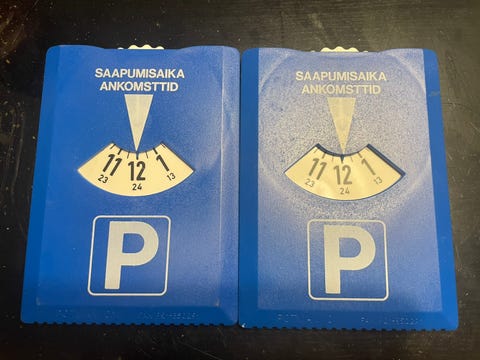 SAAPUMISAIKA
ANKOMSTTID
11 12 1
23 24 13
P
SAAPUMISAIKA
ANKOMSTTID
11 12 1
23 24 13
P